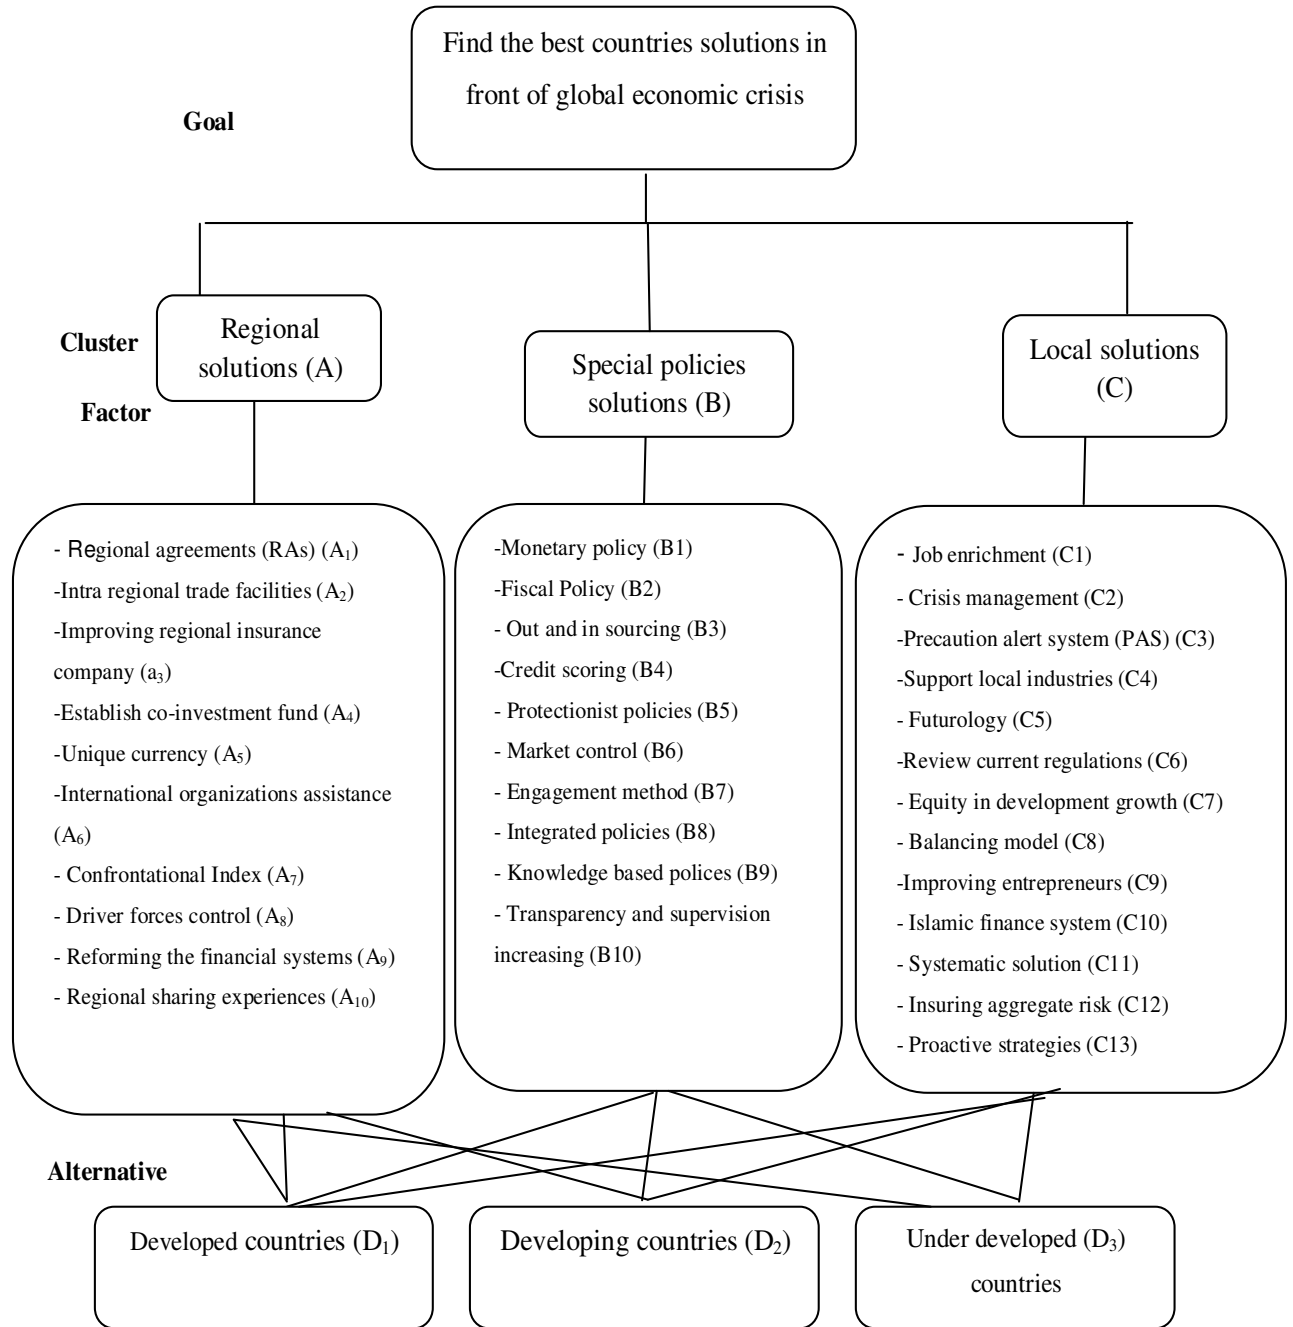 Find the best countries solutions in
front of global economic crisis
Goal
Cluster
Regional
solutions (A)
Special policies
solutions (B)
Local solutions
(C)
Factor
- Regional agreements (RAs) (A₁)
-Intra regional trade facilities (A₂)
-Improving regional insurance
company (a₃)
-Establish co-investment fund (A₄)
-Unique currency (A₅)
-International organizations assistance
(A₆)
- Confrontational Index (A₇)
- Driver forces control (A₈)
- Reforming the financial systems (A₉)
- Regional sharing experiences (A₁₀)
-Monetary policy (B1)
-Fiscal Policy (B2)
- Out and in sourcing (B3)
-Credit scoring (B4)
- Protectionist policies (B5)
- Market control (B6)
- Engagement method (B7)
- Integrated policies (B8)
- Knowledge based polices (B9)
- Transparency and supervision
increasing (B10)
- Job enrichment (C1)
- Crisis management (C2)
-Precaution alert system (PAS) (C3)
-Support local industries (C4)
- Futurology (C5)
-Review current regulations (C6)
- Equity in development growth (C7)
- Balancing model (C8)
-Improving entrepreneurs (C9)
- Islamic finance system (C10)
- Systematic solution (C11)
- Insuring aggregate risk (C12)
- Proactive strategies (C13)
Alternative
Developed countries (D₁)
Developing countries (D₂)
Under developed (D₃)
countries